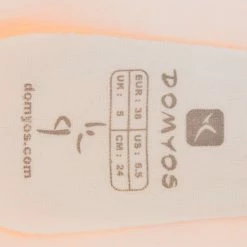 DOMYOS
EUR : 38
US : 6.5
UK : 5
CM : 24
domyos.com